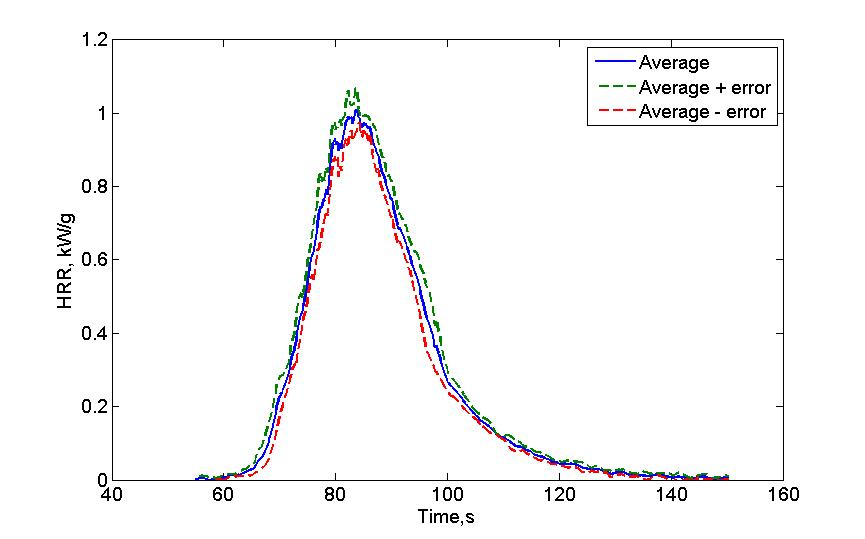 1.2
1
0.8
0.6
0.4
0.2
0
HRR, kW/g
Average
Average + error
Average - error
40 60 80 100 120 140 160
Time,s